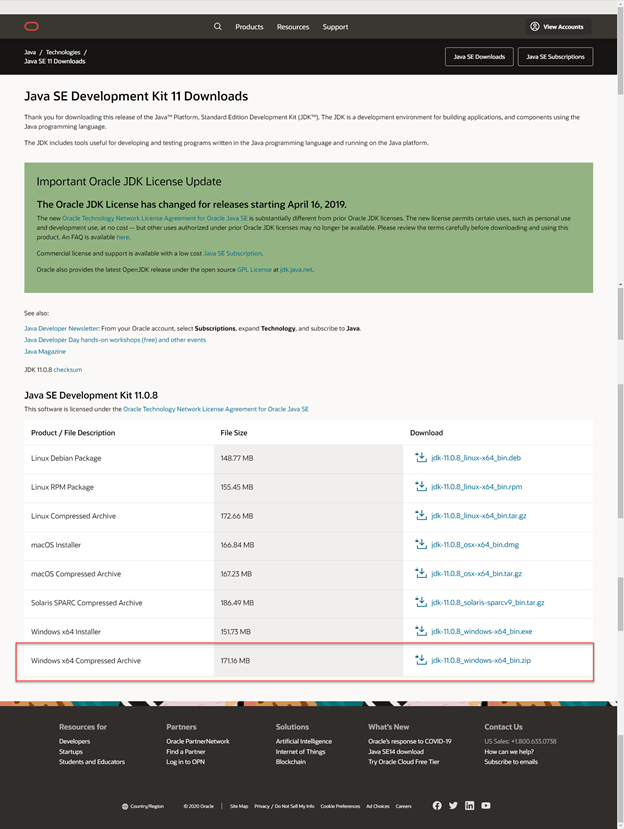 Products Resources Support View Accounts
Java / Technologies /
Java SE 11 Downloads
Java SE Downloads Java SE Subscriptions
Java SE Development Kit 11 Downloads
Thank you for downloading this release of the Java™ Platform, Standard Edition Development Kit (JDK™). The JDK is a development environment for building applications, and components using the
Java programming language.
The JDK includes tools useful for developing and testing programs written in the Java programming language and running on the Java platform.
Important Oracle JDK License Update
The Oracle JDK License has changed for releases starting April 16, 2019.
The new Oracle Technology Network License Agreement for Oracle Java SE is substantially different from prior Oracle JDK licenses. The new license permits certain uses, such as personal use
and development use, at no cost -- but other uses authorized under prior Oracle JDK licenses may no longer be available. Please review the terms carefully before downloading and using this
product. An FAQ is available here.
Commercial license and support is available with a low cost Java SE Subscription.
Oracle also provides the latest OpenJDK release under the open source GPL License at jdk.java.net.
See also:
Java Developer Newsletter: From your Oracle account, select Subscriptions, expand Technology, and subscribe to Java.
Java Developer Day hands-on workshops (free) and other events
Java Magazine
JDK 11.0.8 checksum
Java SE Development Kit 11.0.8
This software is licensed under the Oracle Technology Network License Agreement for Oracle Java SE
Product / File Description File Size Download
Linux Debian Package 148.77 MB jdk-11.0.8_linux-x64_bin.deb
Linux RPM Package 155.45 MB jdk-11.0.8_linux-x64_bin.rpm
Linux Compressed Archive 172.66 MB jdk-11.0.8_linux-x64_bin.tar.gz
macOS Installer 166.84 MB jdk-11.0.8_osx-x64_bin.dmg
macOS Compressed Archive 167.23 MB jdk-11.0.8_osx-x64_bin.tar.gz
Solaris SPARC Compressed Archive 186.49 MB jdk-11.0.8_solaris-sparcv9_bin.tar.gz
Windows x64 Installer 151.73 MB jdk-11.0.8_windows-x64_bin.exe
Windows x64 Compressed Archive 171.16 MB jdk-11.0.8_windows-x64_bin.zip
Resources for Partners Solutions What's New Contact Us
Developers Oracle PartnerNetwork Artificial Intelligence Oracle's response to COVID-19 US Sales: +1.800.633.0738
Startups Find a Partner Internet of Things Java SE14 download How can we help?
Students and Educators Log in to OPN Blockchain Try Oracle Cloud Free Tier Subscribe to emails
Country/Region © 2020 Oracle Site Map Privacy / Do Not Sell My Info Cookie Preferences Ad Choices Careers